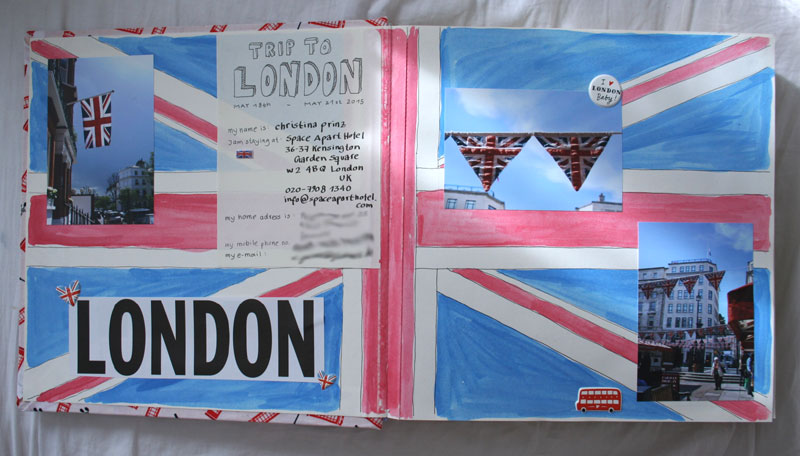 TRIP TO
LONDON
MAY 18th - MAY 21st 2015
my name is christina prinz
I am staying at Space Apart Hotel
36-37 Kensington
Garden Square
W2 4BQ London
UK
020-7908 1340
info@spaceaparthotel.
com
my home adress is
my mobile phone no
my e-mail:
LONDON
I ♥
LONDON
Baby!